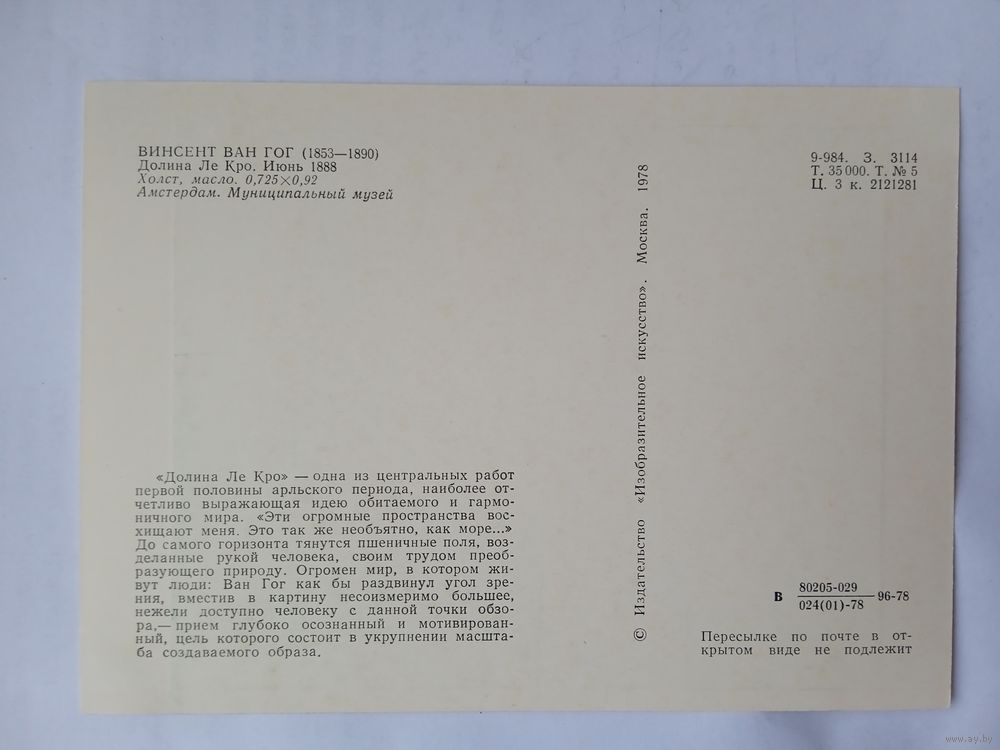 ВИНСЕНТ ВАН ГОГ (1853—1890)
Долина Ле Кро. Июнь 1888
Холст, масло. 0,725×0,92
Амстердам. Муниципальный музей
«Долина Ле Кро» — одна из центральных работ
первой половины арльского периода, наиболее от-
четливо выражающая идею обитаемого и гармо-
ничного мира. «Эти огромные пространства вос-
хищают меня. Это так же необъятно, как море...»
До самого горизонта тянутся пшеничные поля, воз-
деланные рукой человека, своим трудом преоб-
разующего природу. Огромен мир, в котором жи-
вут люди: Ван Гог как бы раздвинул угол зре-
ния, вместив в картину несоизмеримо большее,
нежели доступно человеку с данной точки обзо-
ра,— прием глубоко осознанный и мотивирован-
ный, цель которого состоит в укрупнении масшта-
ба создаваемого образа.
© Издательство «Изобразительное искусство». Москва. 1978
9-984. З. 3114
Т. 35 000. Т. № 5
Ц. 3 к. 2121281
В 80205-029
024(01)-78 —96-78
Пересылке по почте в от-
крытом виде не подлежит
www.ay.by